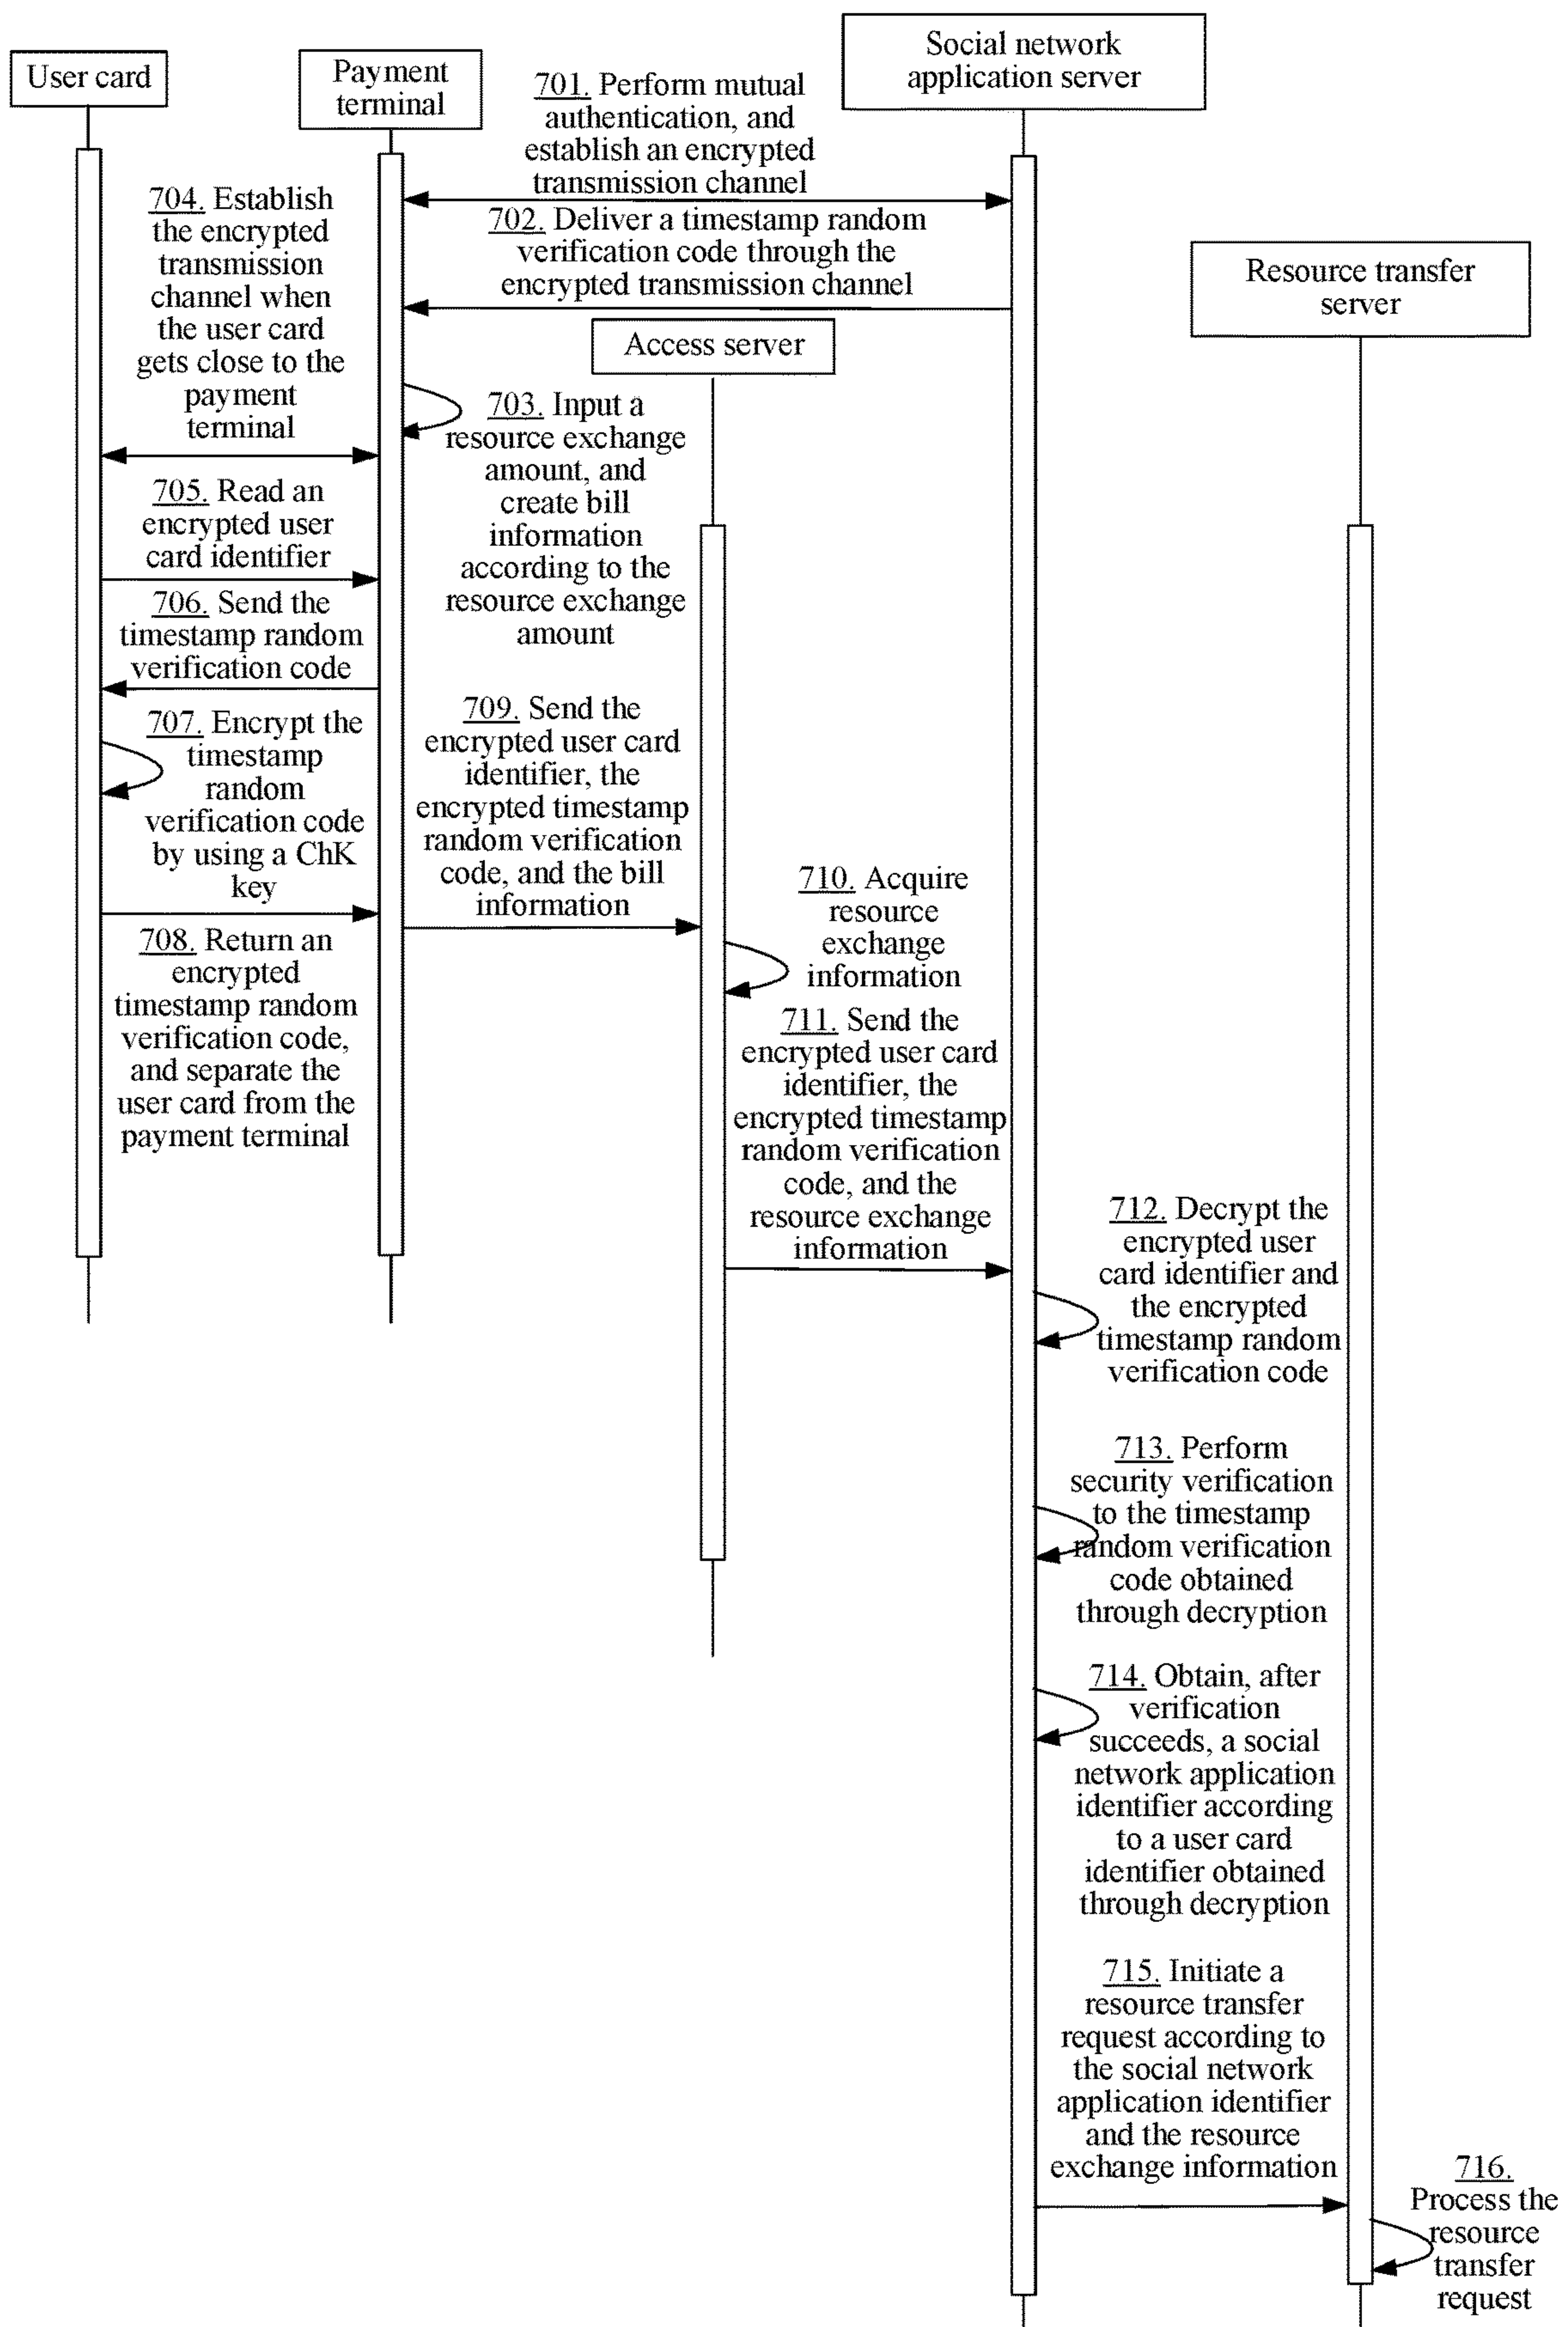 User card
Payment
terminal
Social network
application server
701. Perform mutual
authentication, and
establish an encrypted
transmission channel
702. Deliver a timestamp random
verification code through the
encrypted transmission channel
Resource transfer
server
Access server
703. Input a
resource exchange
amount, and
create bill
information
according to the
resource exchange
amount
704. Establish
the encrypted
transmission
channel when
the user card
gets close to the
payment
terminal
705. Read an
encrypted user
card identifier
706. Send the
timestamp random
verification code
707. Encrypt the
timestamp
random
verification code
by using a ChK
key
708. Return an
encrypted
timestamp random
verification code,
and separate the
user card from the
payment terminal
709. Send the
encrypted user card
identifier, the
encrypted timestamp
random verification
code, and the bill
information
710. Acquire
resource
exchange
information
711. Send the
encrypted user card
identifier, the
encrypted timestamp
random verification
code, and the
resource exchange
information
712. Decrypt the
encrypted user
card identifier and
the encrypted
timestamp random
verification code
713. Perform
security verification
to the timestamp
random verification
code obtained
through decryption
714. Obtain, after
verification
succeeds, a social
network application
identifier according
to a user card
identifier obtained
through decryption
715. Initiate a
resource transfer
request according to
the social network
application identifier
and the resource
exchange information
716.
Process the
resource
transfer
request